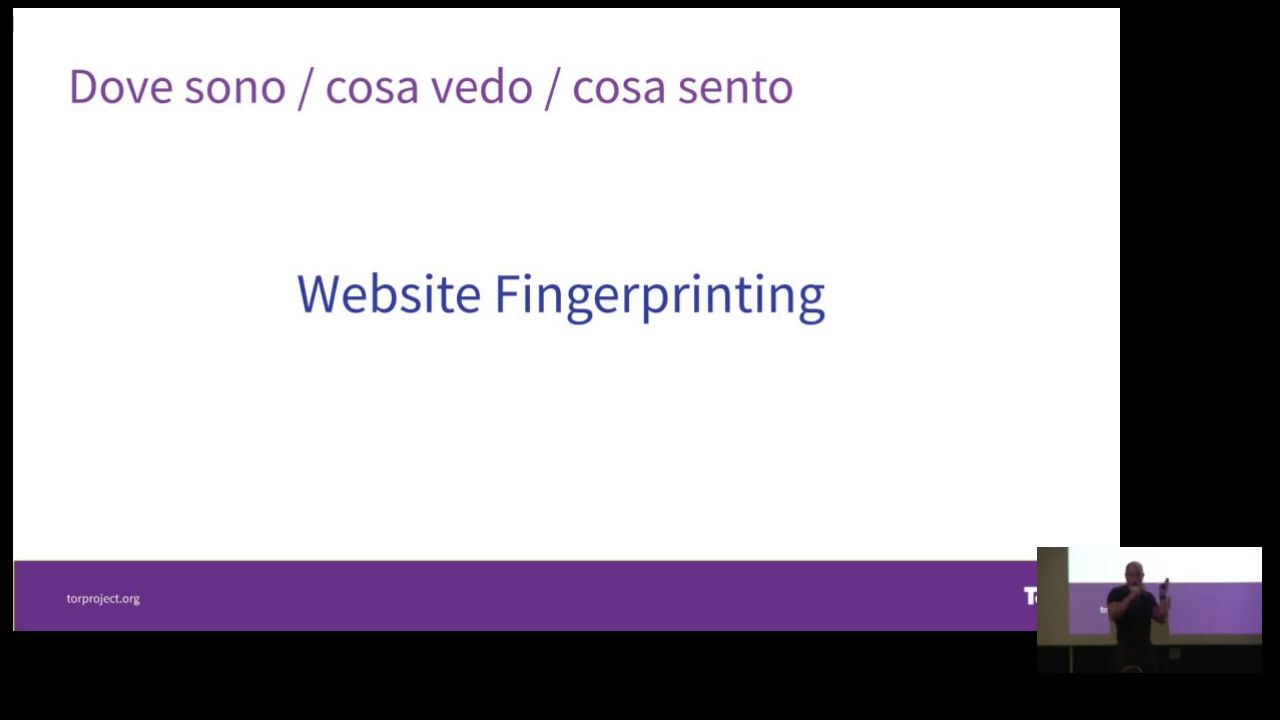 Dove sono / cosa vedo / cosa sento
Website Fingerprinting
torproject.org